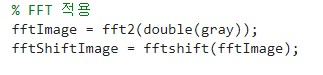 % FFT 적용
fftImage = fft2(double(gray));
fftShiftImage = fftshift(fftImage);